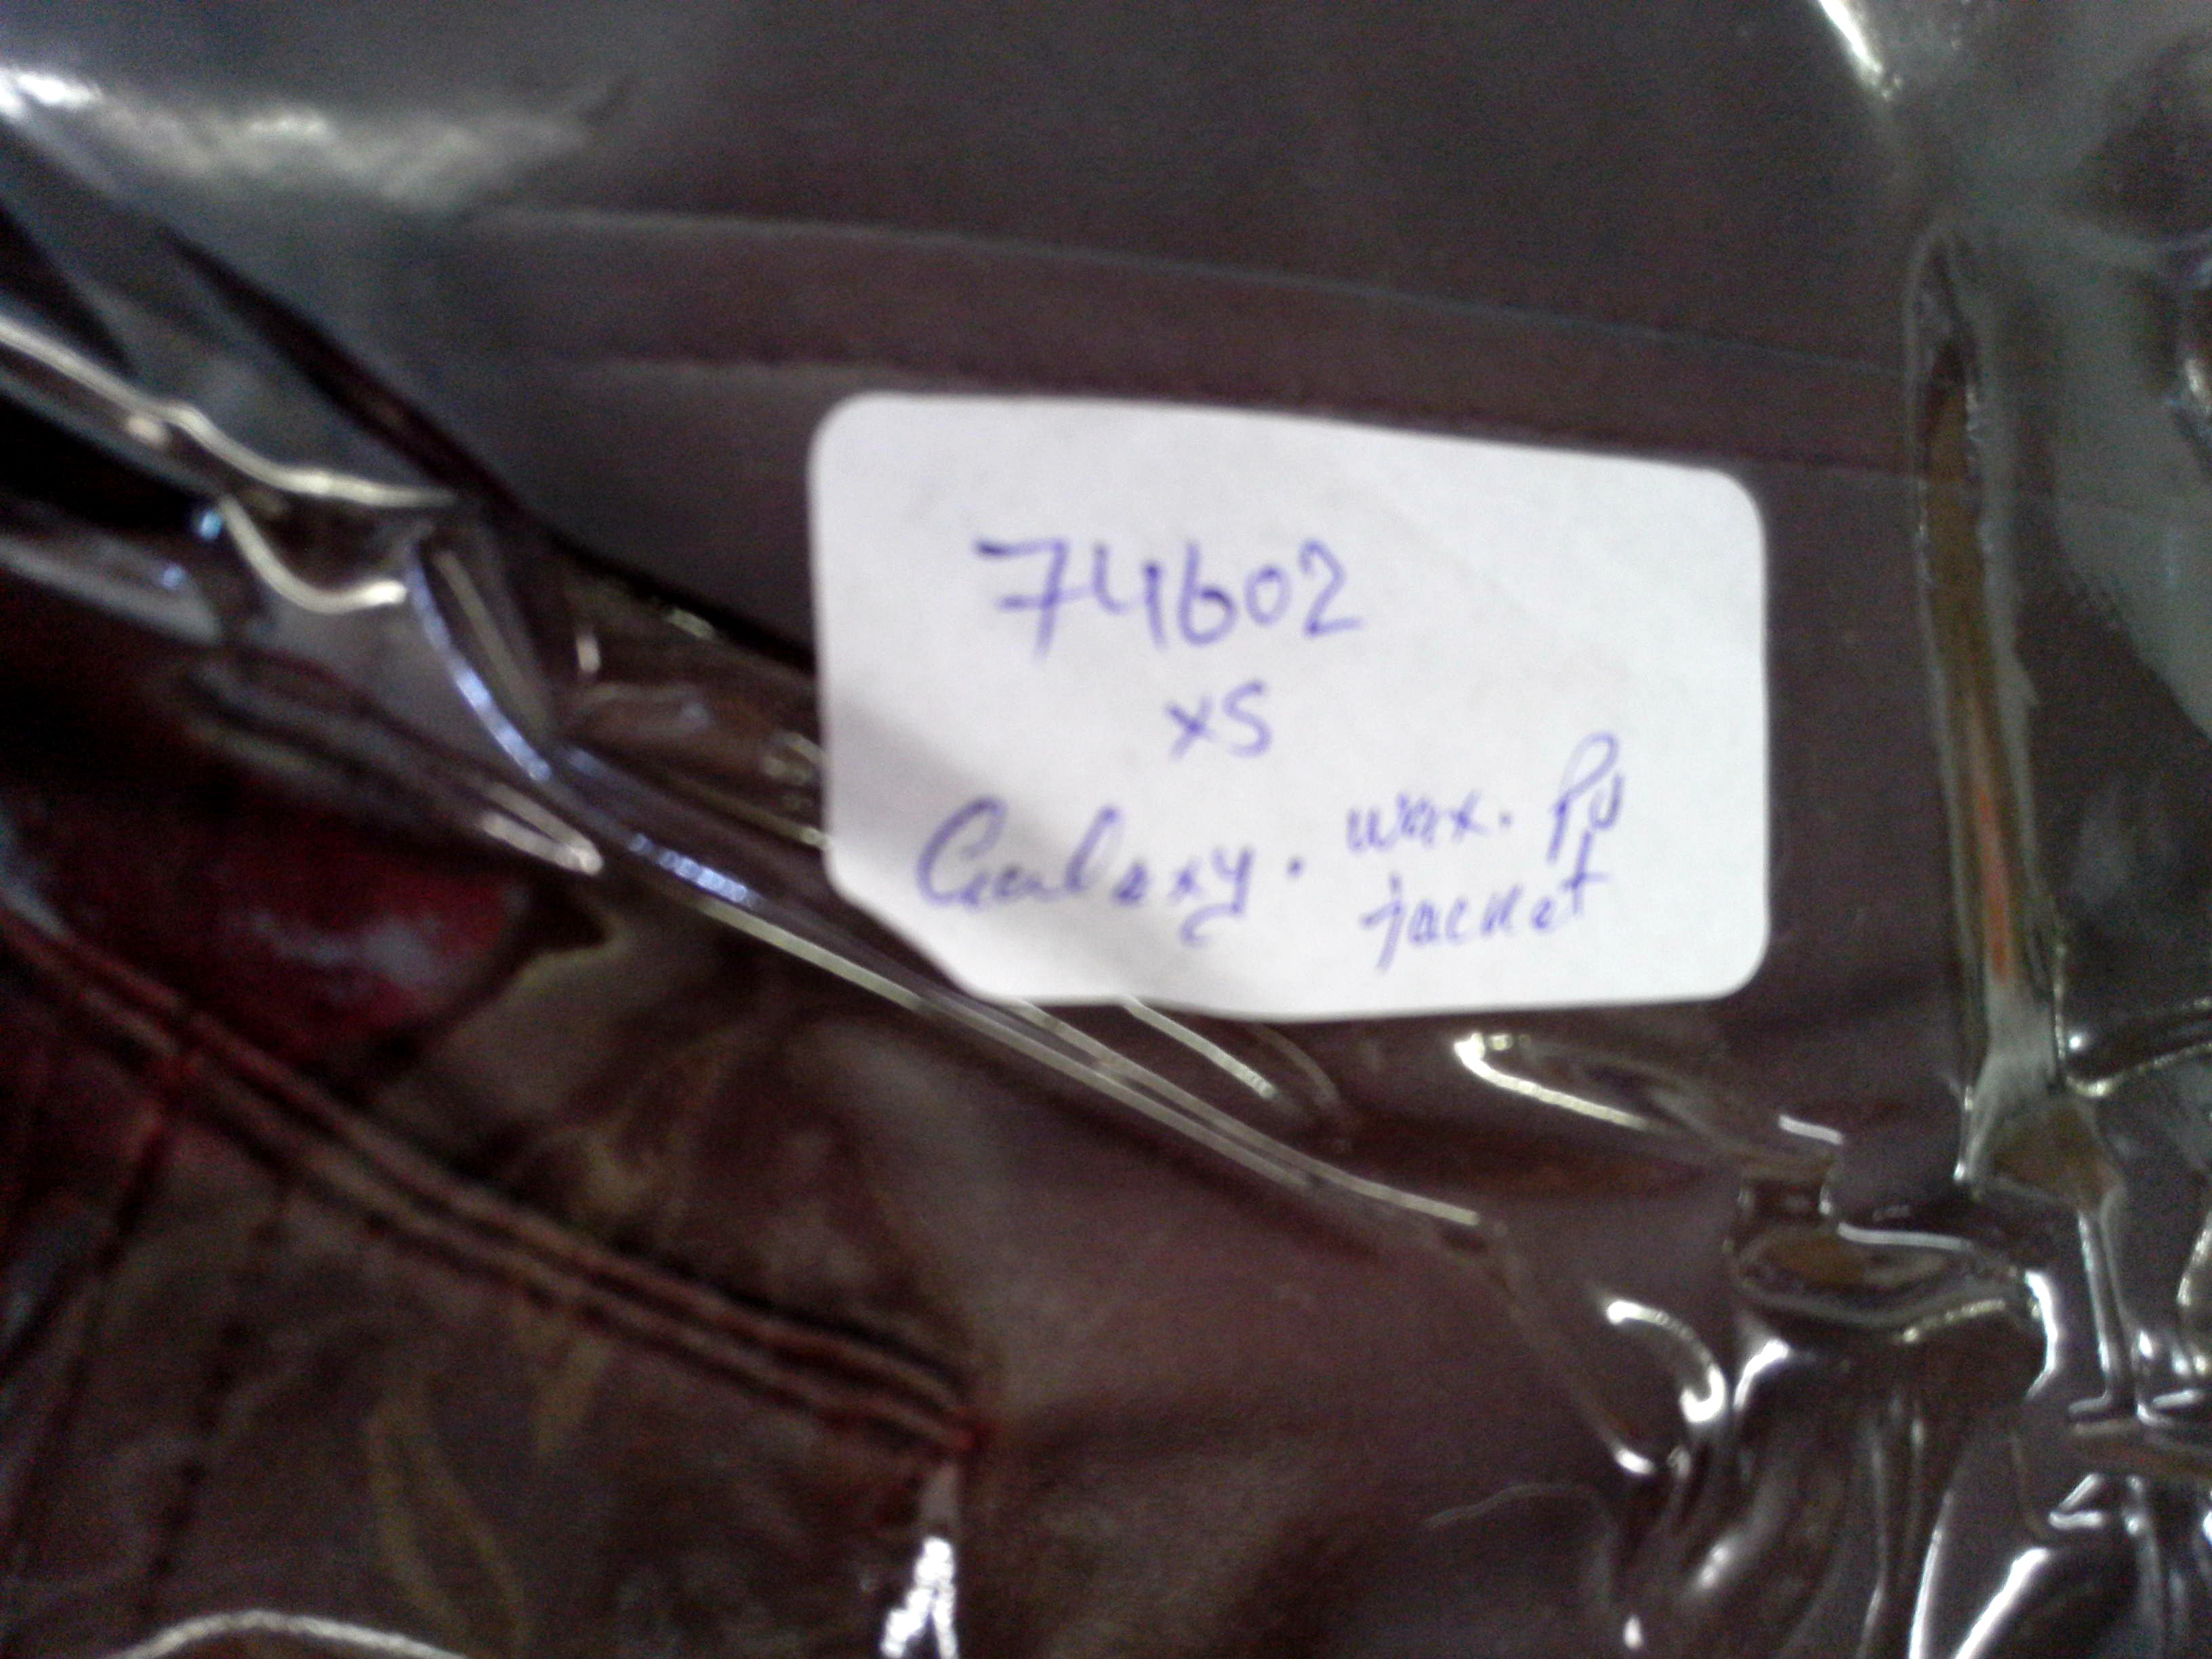 74602
XS
Galaxy. wax. PU
jacket